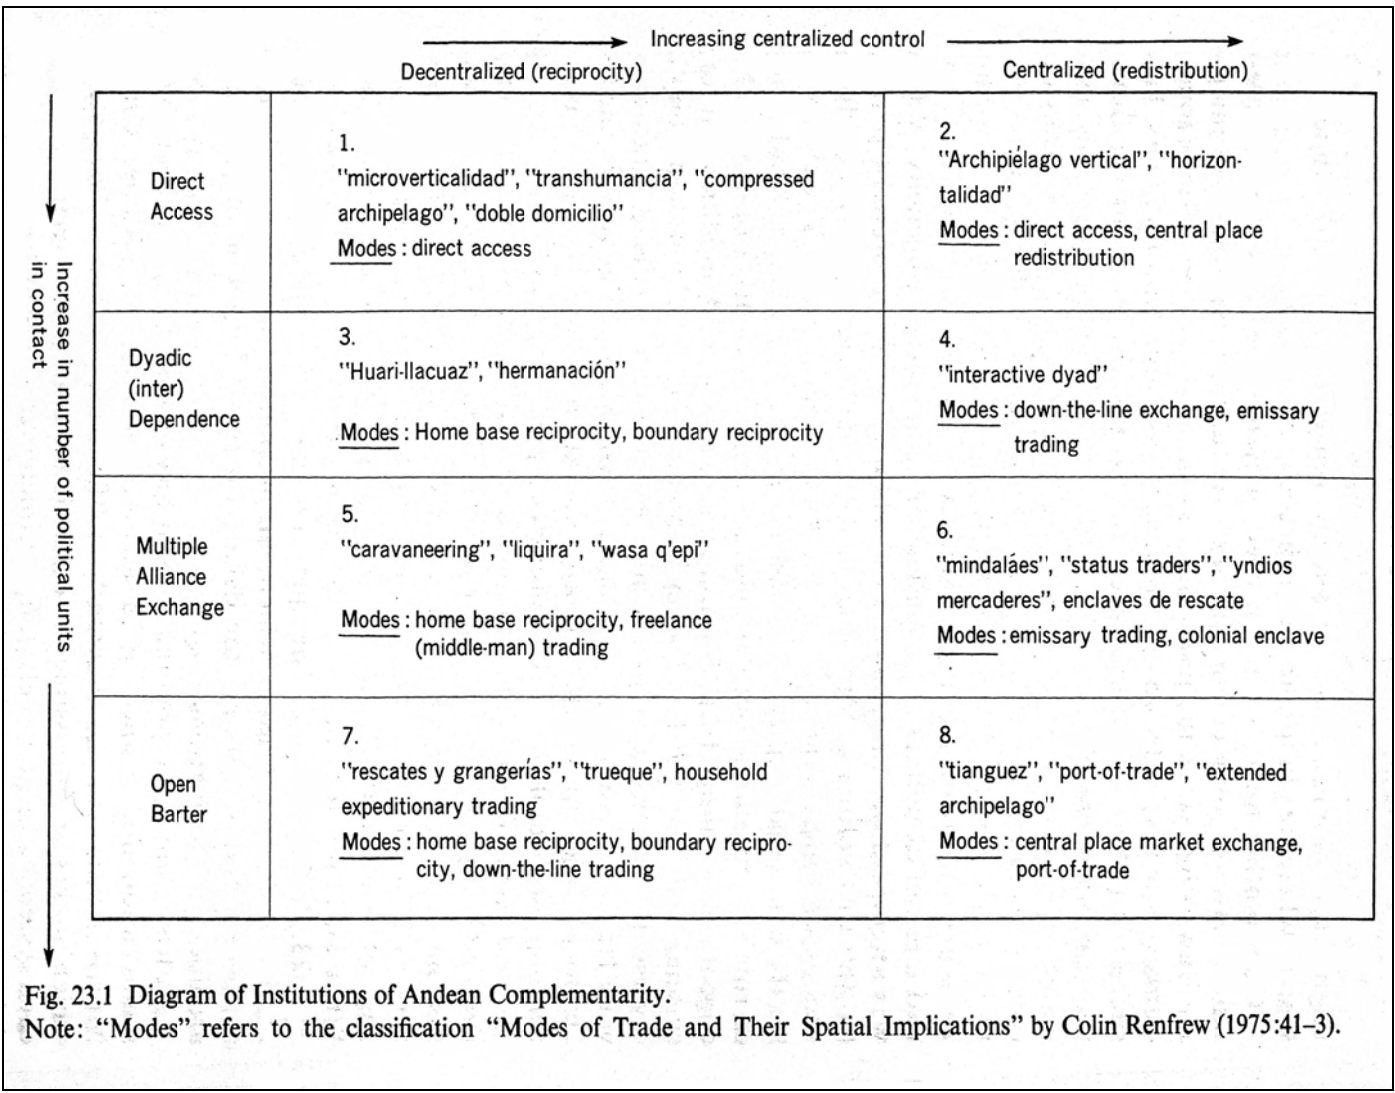 Increasing centralized control
Decentralized (reciprocity)
Centralized (redistribution)
Increase in number of political units
in contact
Direct
Access
1.
"microverticalidad", "transhumancia", "compressed
archipelago", "doble domicilio"
Modes : direct access
2.
"Archipiélago vertical", "horizon-
talidad"
Modes : direct access, central place
redistribution
Dyadic
(inter)
Dependence
3.
"Huari-llacuaz", "hermanación"
Modes : Home base reciprocity, boundary reciprocity
4.
"interactive dyad"
Modes : down-the-line exchange, emissary
trading
Multiple
Alliance
Exchange
5.
"caravaneering", "liquira", "wasa q'epi"
Modes : home base reciprocity, freelance
(middle-man) trading
6.
"mindaláes", "status traders", "yndios
mercaderes", enclaves de rescate
Modes : emissary trading, colonial enclave
Open
Barter
7.
"rescates y grangerías", "trueque", household
expeditionary trading
Modes : home base reciprocity, boundary recipro-
city, down-the-line trading
8.
"tianguez", "port-of-trade", "extended
archipelago"
Modes : central place market exchange,
port-of-trade
Fig. 23.1 Diagram of Institutions of Andean Complementarity.
Note: “Modes” refers to the classification “Modes of Trade and Their Spatial Implications” by Colin Renfrew (1975:41–3).